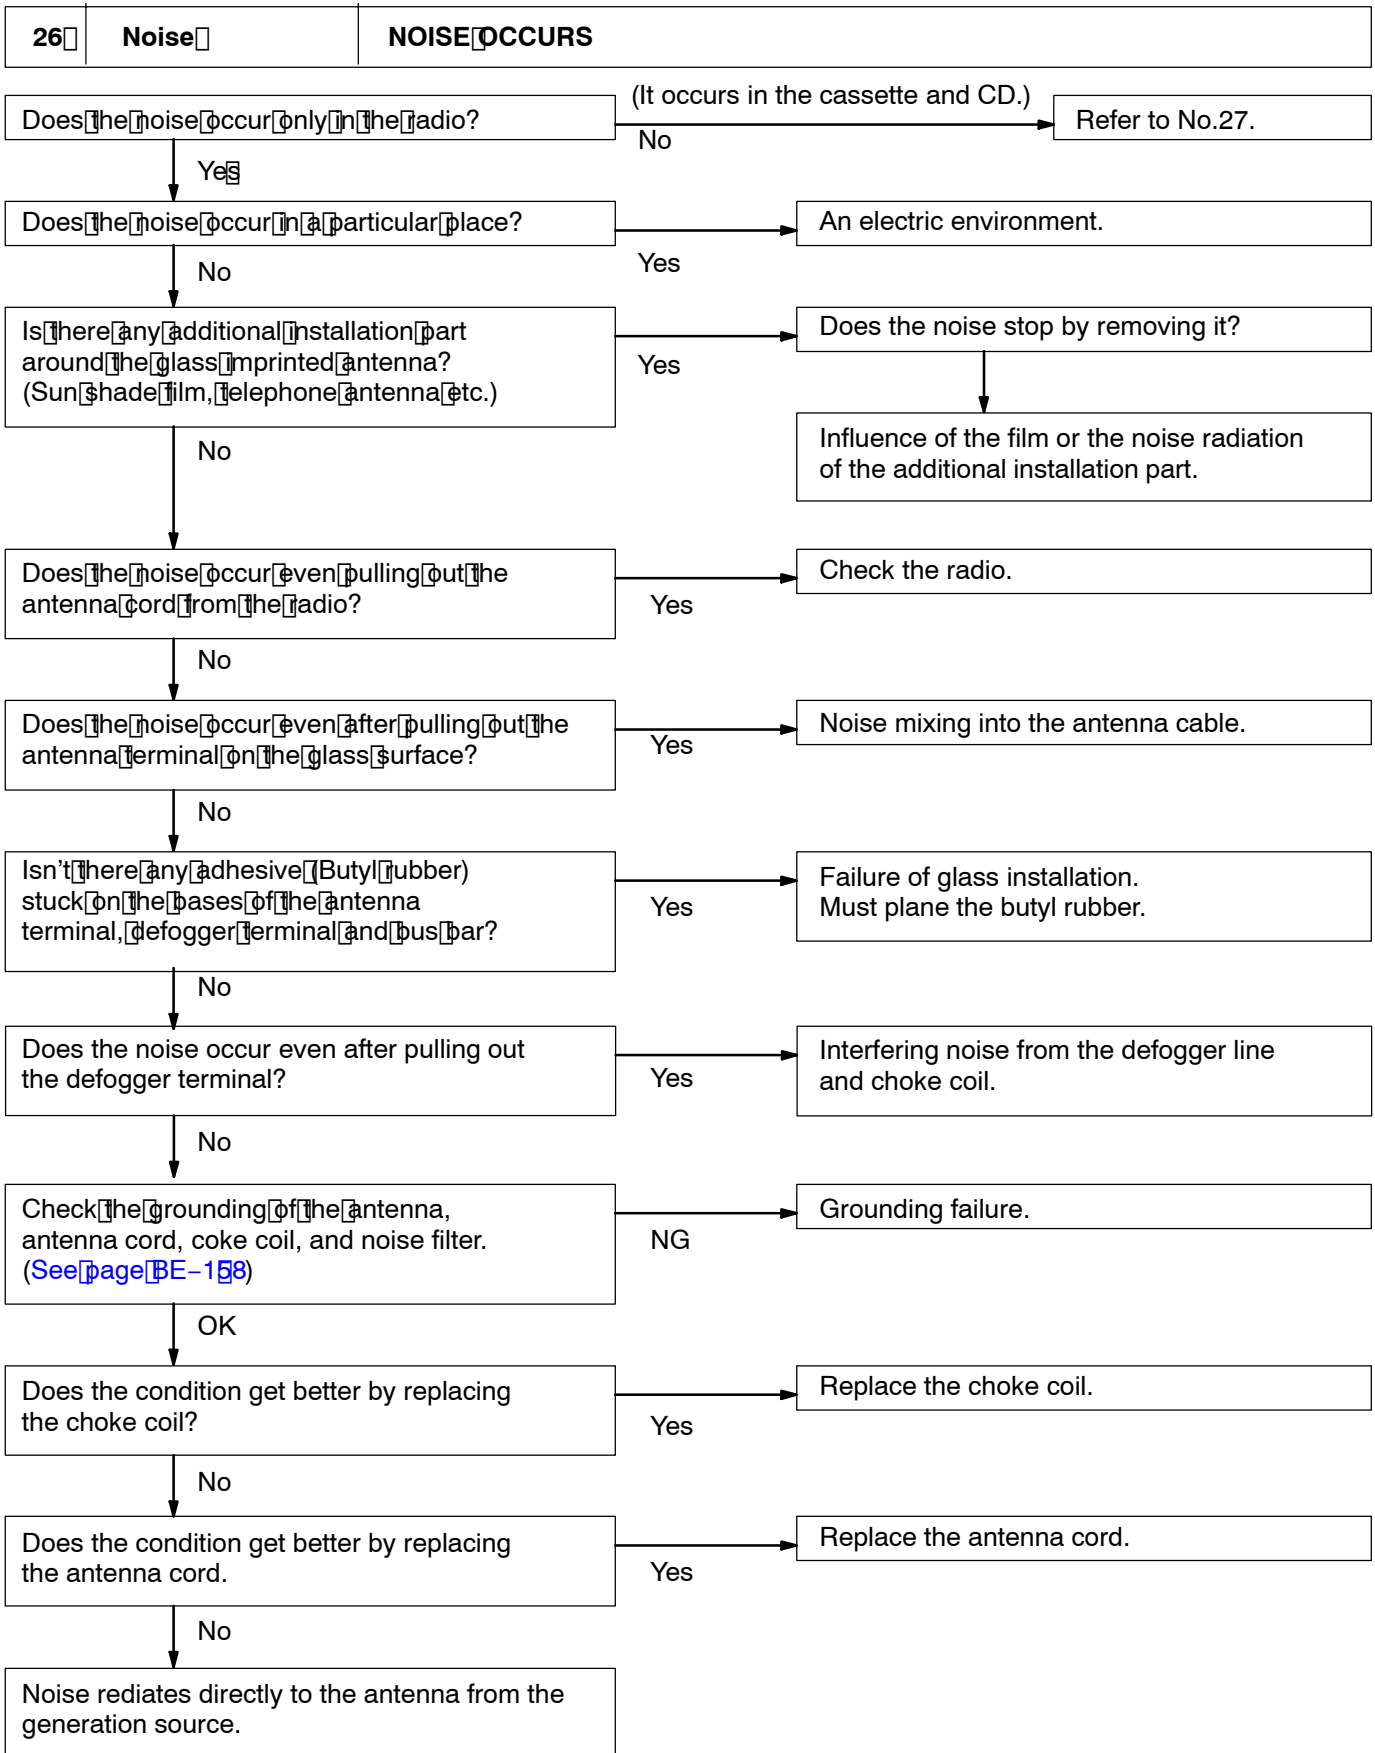 26 Noise NOISE OCCURS
(It occurs in the cassette and CD.)
Does the noise occur only in the radio?
No
Refer to No.27.
Yes
Does the noise occur in a particular place?
Yes
An electric environment.
No
Is there any additional installation part
around the glass imprinted antenna?
(Sun shade film, telephone antenna etc.)
Yes
Does the noise stop by removing it?
Influence of the film or the noise radiation
of the additional installation part.
No
Does the noise occur even pulling out the
antenna cord from the radio?
Yes
Check the radio.
No
Does the noise occur even after pulling out the
antenna terminal on the glass surface?
Yes
Noise mixing into the antenna cable.
No
Isn't there any adhesive (Butyl rubber)
stuck on the bases of the antenna
terminal, defogger terminal and bus bar?
Yes
Failure of glass installation.
Must plane the butyl rubber.
No
Does the noise occur even after pulling out
the defogger terminal?
Yes
Interfering noise from the defogger line
and choke coil.
No
Check the grounding of the antenna,
antenna cord, coke coil, and noise filter.
(See page BE–158)
NG
Grounding failure.
OK
Does the condition get better by replacing
the choke coil?
Yes
Replace the choke coil.
No
Does the condition get better by replacing
the antenna cord.
Yes
Replace the antenna cord.
No
Noise rediates directly to the antenna from the
generation source.